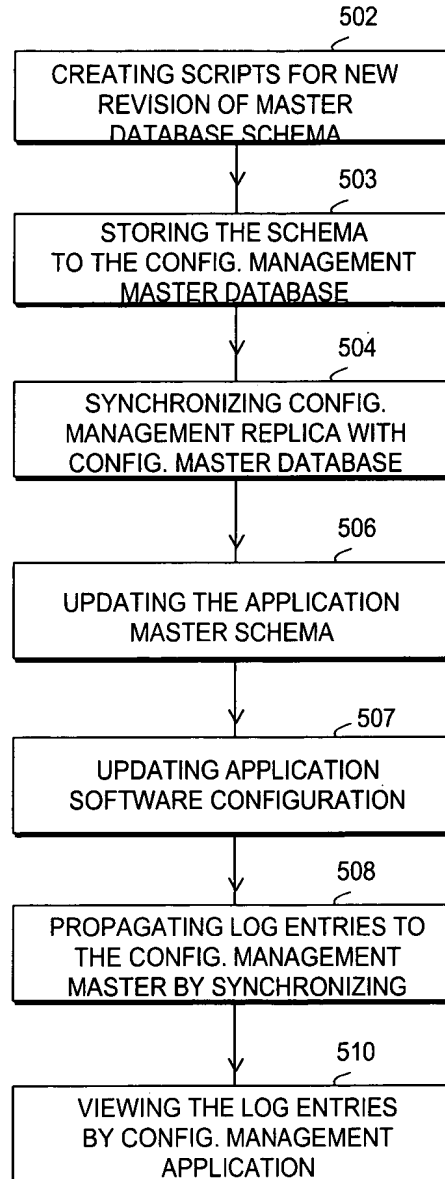 502
CREATING SCRIPTS FOR NEW
REVISION OF MASTER
DATABASE SCHEMA
503
STORING THE SCHEMA
TO THE CONFIG. MANAGEMENT
MASTER DATABASE
504
SYNCHRONIZING CONFIG.
MANAGEMENT REPLICA WITH
CONFIG. MASTER DATABASE
506
UPDATING THE APPLICATION
MASTER SCHEMA
507
UPDATING APPLICATION
SOFTWARE CONFIGURATION
508
PROPAGATING LOG ENTRIES TO
THE CONFIG. MANAGEMENT
MASTER BY SYNCHRONIZING
510
VIEWING THE LOG ENTRIES
BY CONFIG. MANAGEMENT
APPLICATION